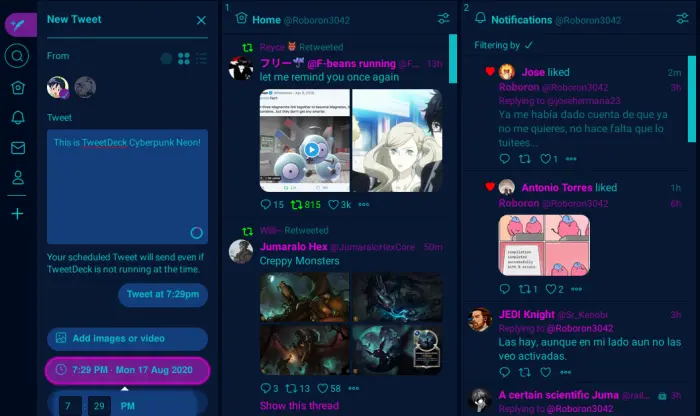 New Tweet
From
Tweet
This is TweetDeck Cyberpunk Neon!
Your scheduled Tweet will send even if
TweetDeck is not running at the time.
Tweet at 7:29pm
Add images or video
7:29 PM · Mon 17 Aug 2020
7 29 PM
1
Home @Roboron3042
Retweeted
フリー @F-beans running @F... 13h
let me remind you once again
15 815 3k
Retweeted
Jumaralo Hex @JumaraloHexCore 50m
Creppy Monsters
3 13 58
Show this thread
2
Notifications @Roboron3042
Filtering by
Jose liked 2m
Roboron @Roboron3042 3h
Replying to @josehermana23
Ya me había dado cuenta de que ya
no me quieres, no hace falta que lo
tuitees...
1
Antonio Torres liked 1h
Roboron @Roboron3042 6h
compilation
completed
successfully
with 0 errors
1 2
JEDI Knight @Sr_Kenobi 3h
Replying to @Roboron3042
Las hay, aunque en mi lado aun no las
veo activadas.
A certain scientific Juma @rail... 3h